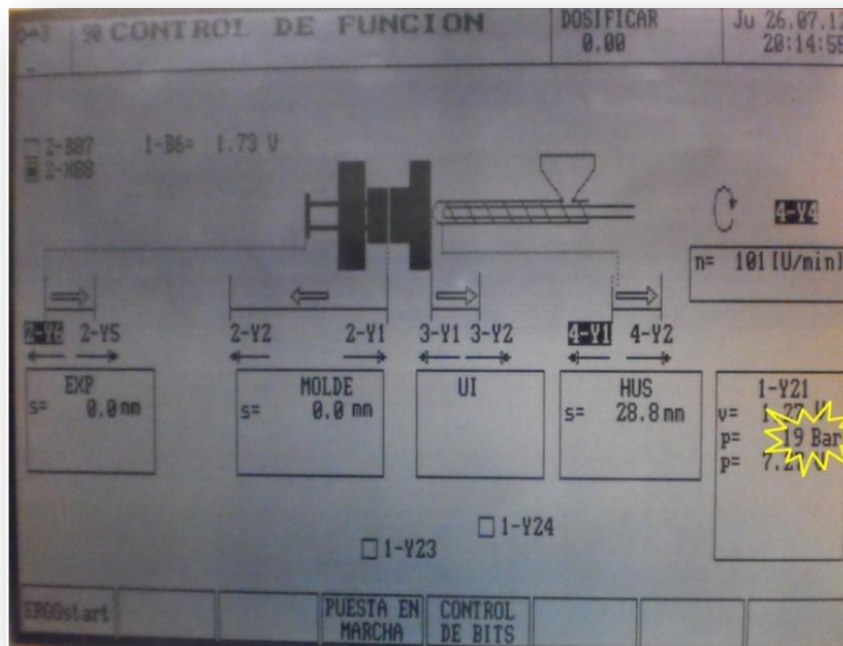 90 CONTROL DE FUNCION
DOSIFICAR
0.00
Ju 26.07.12
20:14:55
2-B87
1-B6= 1.73 V
2-X88
4-Y4
n= 101 [U/min]
2-Y6 2-Y5
2-Y2 2-Y1
3-Y1 3-Y2
4-Y1 4-Y2
EXP
s= 0.0 mm
MOLDE
s= 0.0 mm
UI
HUS
s= 28.8 mm
1-Y21
v=
p= 19 Bar
p=
1-Y23
1-Y24
ERGOstart
PUESTA EN
MARCHA
CONTROL
DE BITS